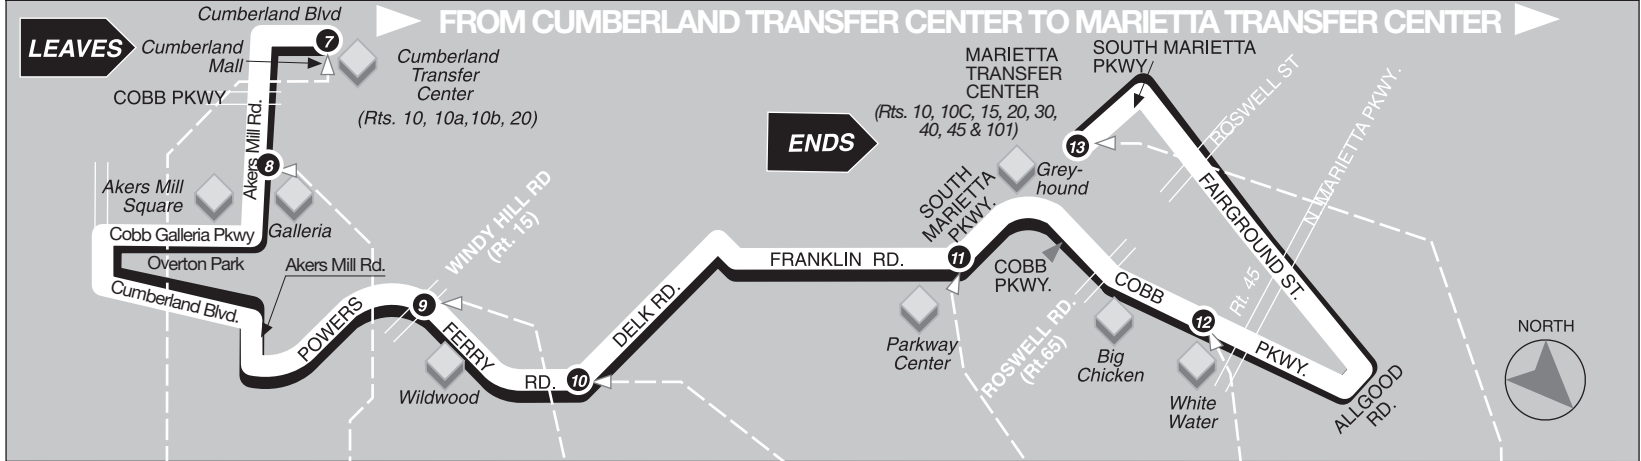 FROM CUMBERLAND TRANSFER CENTER TO MARIETTA TRANSFER CENTER
LEAVES
Cumberland Blvd
7
Cumberland
Mall
Cumberland
Transfer
Center
(Rts. 10, 10a,10b, 20)
COBB PKWY
Akers Mill Rd.
8
Akers Mill
Square
Galleria
Cobb Galleria Pkwy
Overton Park
Akers Mill Rd.
Cumberland Blvd.
POWERS
9
FERRY
RD.
10
WINDY HILL RD
(Rt. 15)
Wildwood
DELK RD.
FRANKLIN RD.
11
SOUTH
MARIETTA
PKWY.
Parkway
Center
COBB
PKWY.
ROSWELL RD.
(Rt.65)
COBB
12
PKWY.
Big
Chicken
White
Water
Rt. 45
N. MARIETTA PKWY.
ALLGOOD
RD.
FAIRGROUND ST.
ROSWELL ST
SOUTH MARIETTA
PKWY.
MARIETTA
TRANSFER
CENTER
(Rts. 10, 10C, 15, 20, 30,
40, 45 & 101)
13
Grey-
hound
ENDS
NORTH